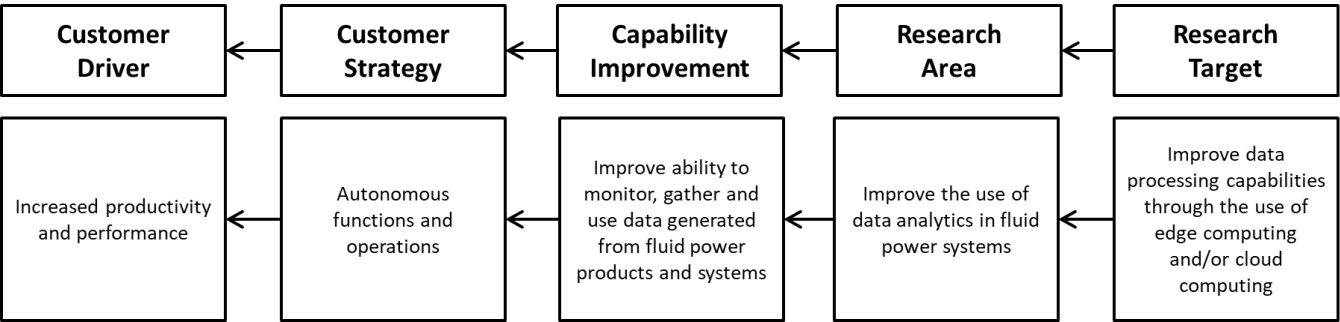 Customer
Driver
Customer
Strategy
Capability
Improvement
Research
Area
Research
Target
Increased productivity
and performance
Autonomous
functions and
operations
Improve ability to
monitor, gather and
use data generated
from fluid power
products and systems
Improve the use of
data analytics in fluid
power systems
Improve data
processing capabilities
through the use of
edge computing
and/or cloud
computing